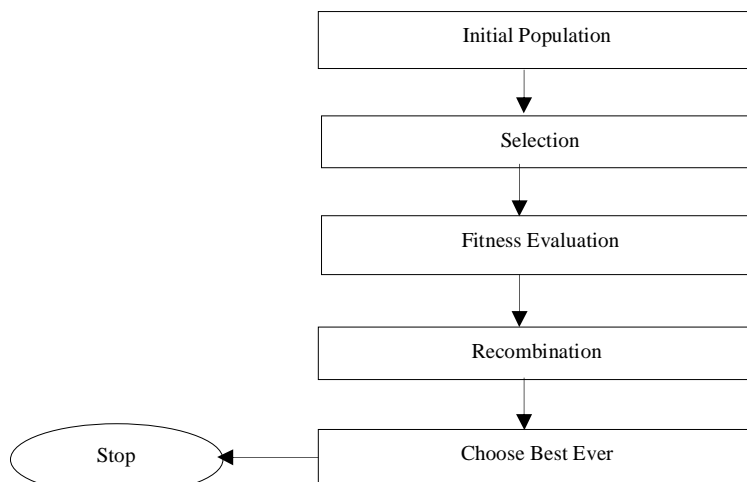 Initial Population
Selection
Fitness Evaluation
Recombination
Choose Best Ever
Stop